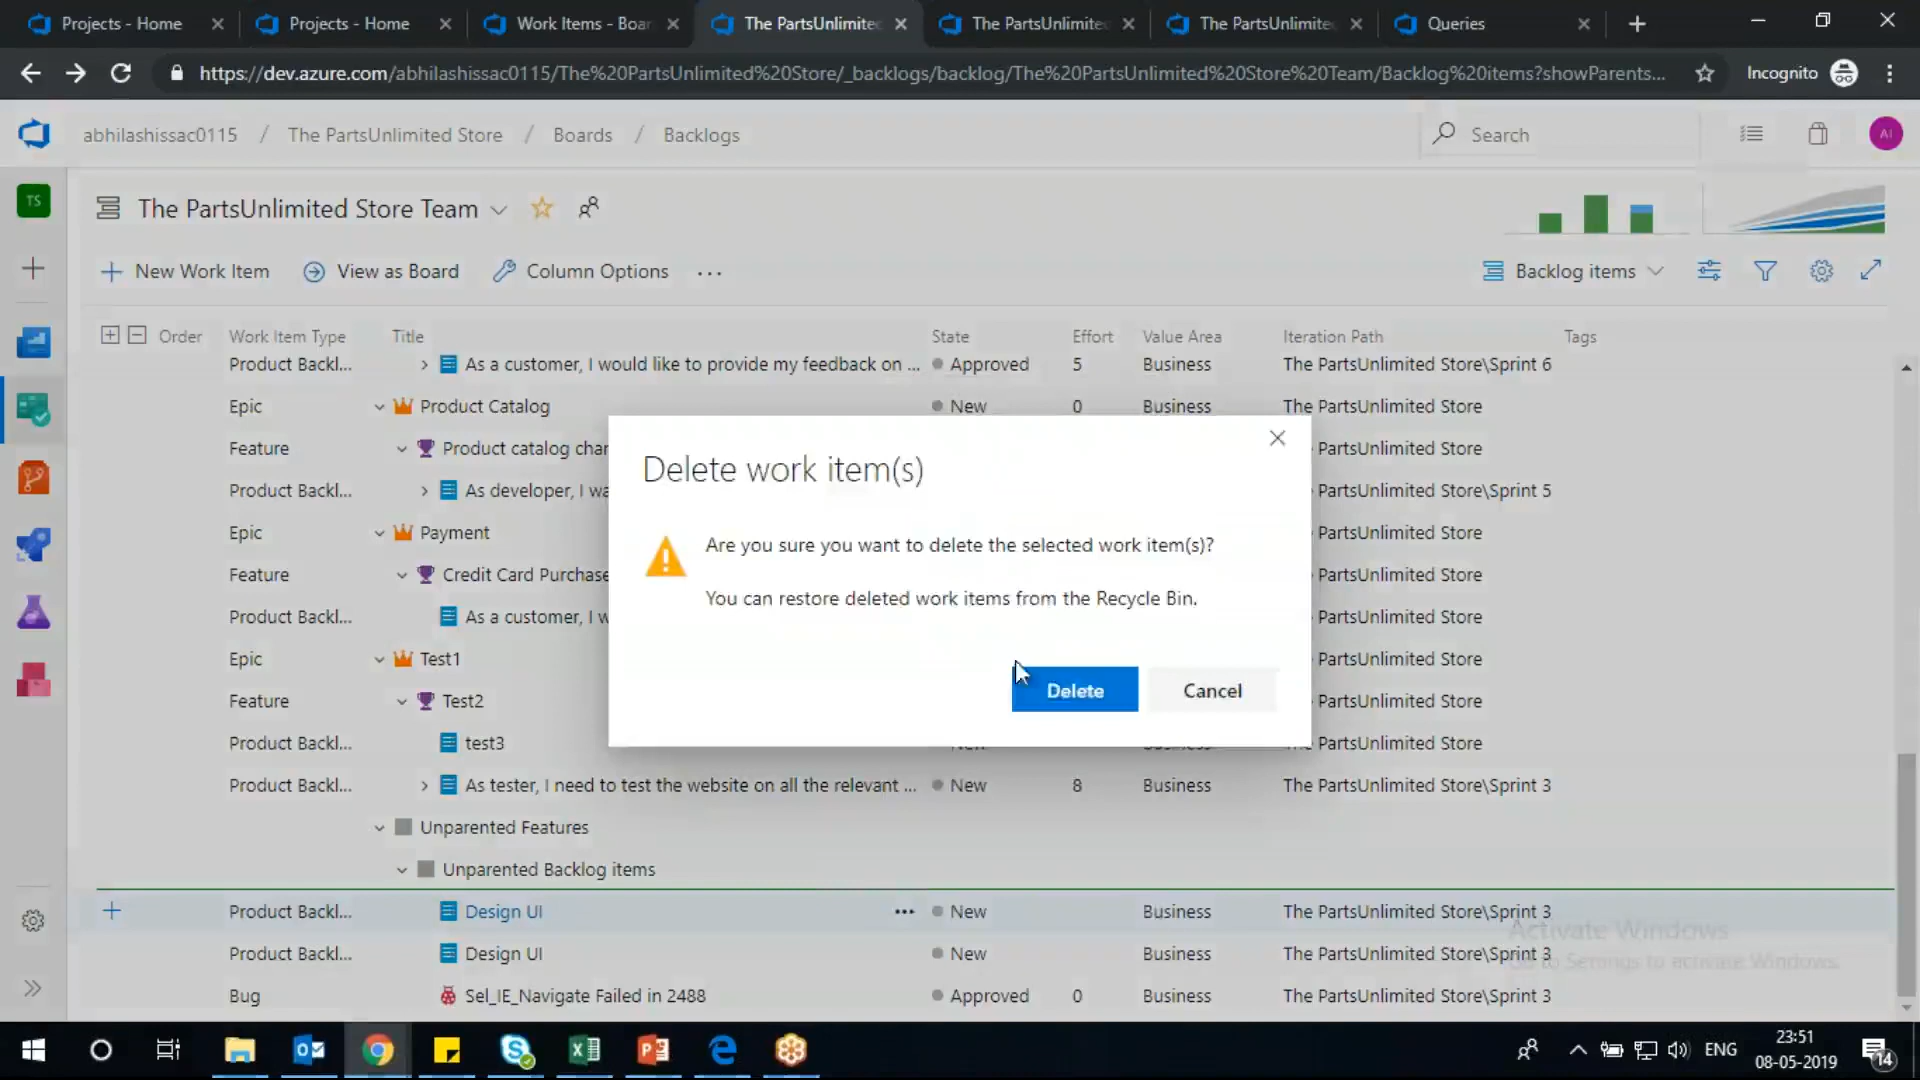 Projects - Home
Projects - Home
Work Items - Boar
The PartsUnlimited
The PartsUnlimite
The PartsUnlimite
Queries
https://dev.azure.com/abhilashissac0115/The%20PartsUnlimited%20Store/_backlogs/backlog/The%20PartsUnlimited%20Store%20Team/Backlog%20items?showParents...
Incognito
abhilashissac0115 / The PartsUnlimited Store / Boards / Backlogs
Search
AI
TS
The PartsUnlimited Store Team
New Work Item
View as Board
Column Options
...
Backlog items
Order Work Item Type Title State Effort Value Area Iteration Path Tags
Product Backl... As a customer, I would like to provide my feedback on ... Approved 5 Business The PartsUnlimited Store\Sprint 6
Epic Product Catalog New 0 Business The PartsUnlimited Store
Feature Product catalog char PartsUnlimited Store
Product Backl... As developer, I wa PartsUnlimited Store\Sprint 5
Epic Payment PartsUnlimited Store
Feature Credit Card Purchase PartsUnlimited Store
Product Backl... As a customer, I w PartsUnlimited Store
Epic Test1 PartsUnlimited Store
Feature Test2 PartsUnlimited Store
Product Backl... test3 PartsUnlimited Store
Product Backl... As tester, I need to test the website on all the relevant ... New 8 Business The PartsUnlimited Store\Sprint 3
Unparented Features
Unparented Backlog items
Product Backl... Design UI ... New Business The PartsUnlimited Store\Sprint 3
Product Backl... Design UI New Business The PartsUnlimited Store\Sprint 3
Bug Sel_IE_Navigate Failed in 2488 Approved 0 Business The PartsUnlimited Store\Sprint 3
Delete work item(s)
Are you sure you want to delete the selected work item(s)?
You can restore deleted work items from the Recycle Bin.
Delete
Cancel
Activate Windows
Go to Settings to activate Windows.
ENG
23:51
08-05-2019
14